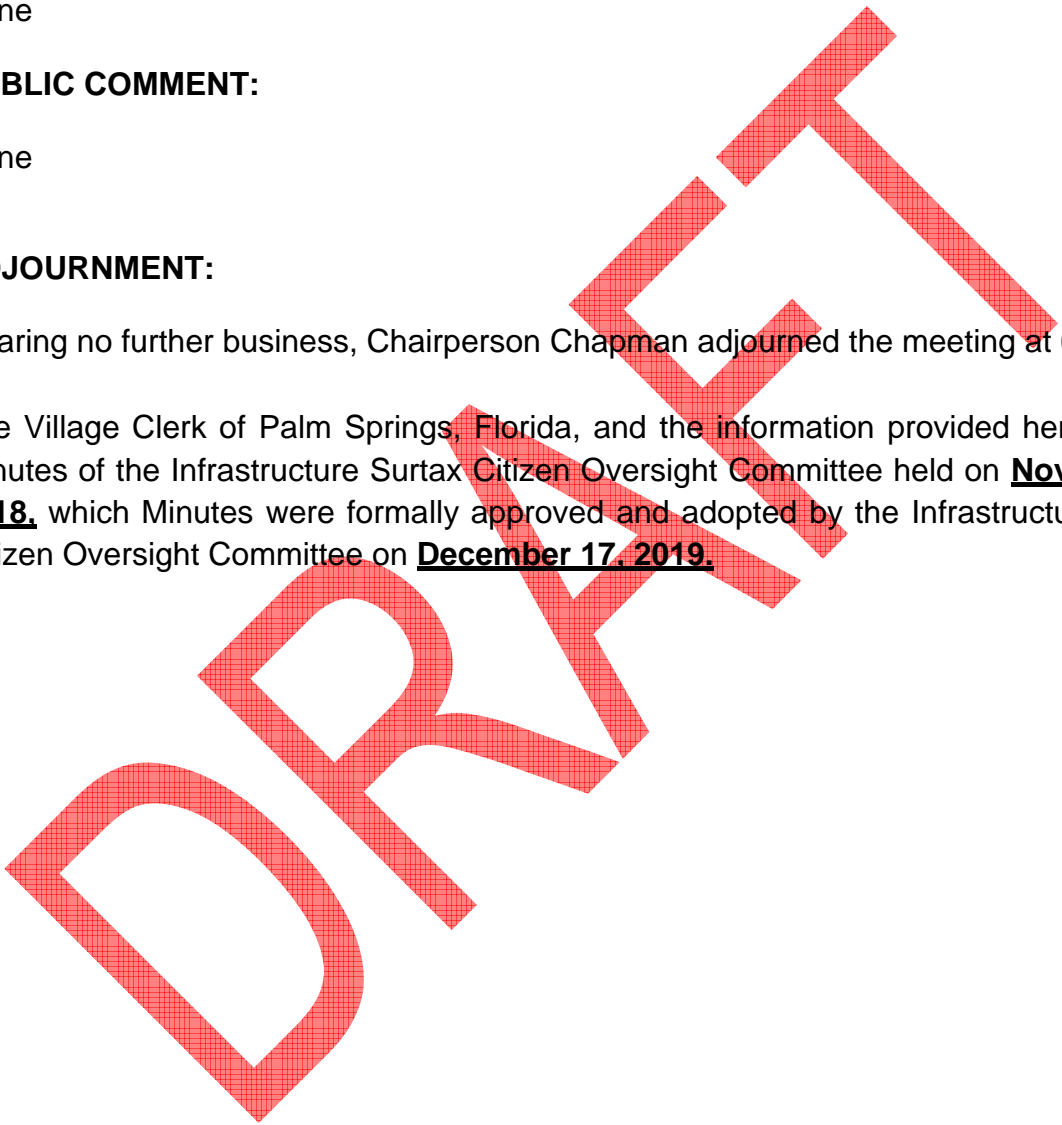 ne
BLIC COMMENT:
ne
JOURNMENT:
aring no further business, Chairperson Chapman adjourned the meeting at
e Village Clerk of Palm Springs, Florida, and the information provided her
nutes of the Infrastructure Surtax Citizen Oversight Committee held on Nov
18, which Minutes were formally approved and adopted by the Infrastructu
izen Oversight Committee on December 17, 2019.
DRAFT